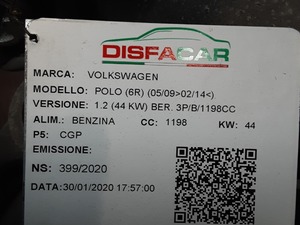 DISFACAR
MARCA: VOLKSWAGEN
MODELLO: POLO (6R) (05/09>02/14<)
VERSIONE: 1.2 (44 KW) BER. 3P/B/1198CC
ALIM.: BENZINA CC: 1198 KW: 44
P5: CGP
EMISSIONE:
NS: 399/2020
DATA:30/01/2020 17:57:00